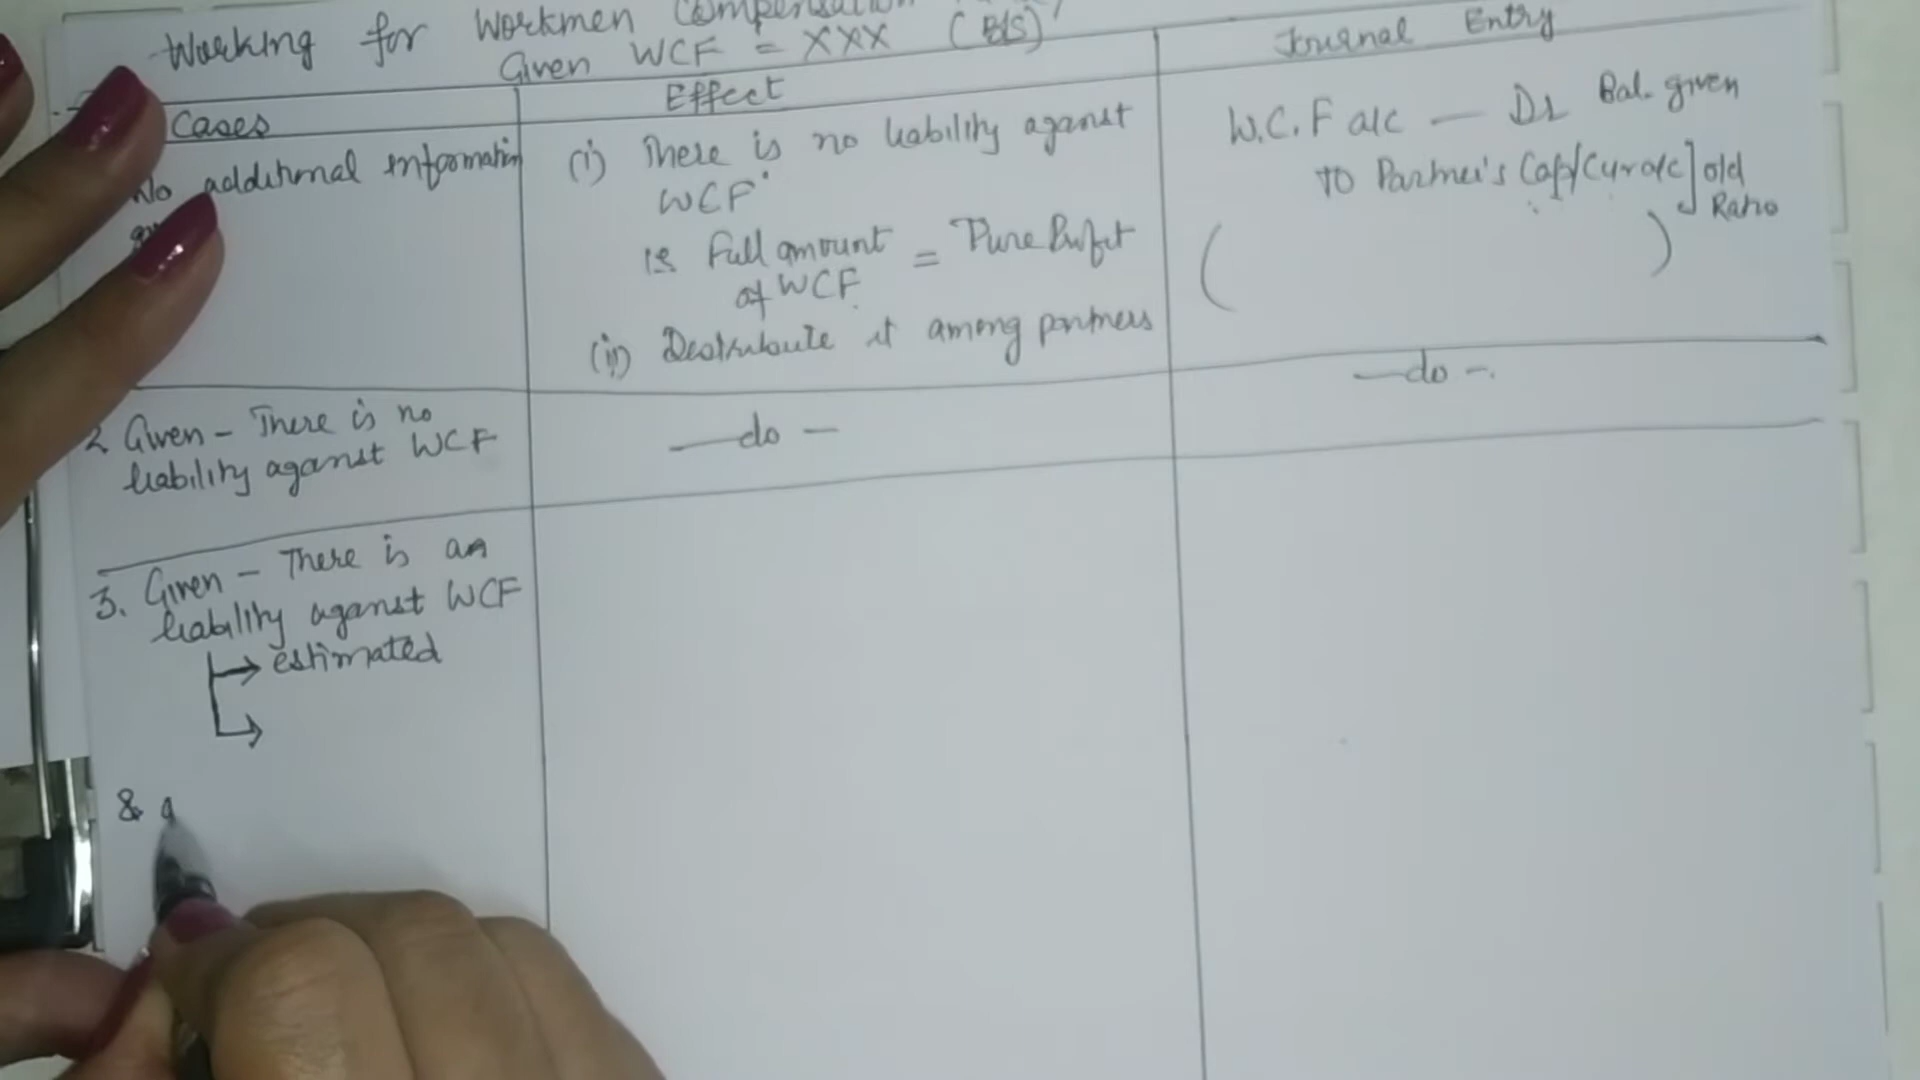 Working for Workmen Compensation
Given WCF = XXX (B/S)
Cases
Effect
Journal Entry
No additional information
(i) There is no liability against
WCF
is Full amount = Pure Profit
of WCF
(ii) Distribute it among partners
W.C.F a/c — Dr Bal. given
To Partner's Cap/Cur a/c] old
Ratio
( )
2 Given - There is no
liability against WCF
—do -
—do -.
3. Given - There is an
liability against WCF
→ estimated
→
& a